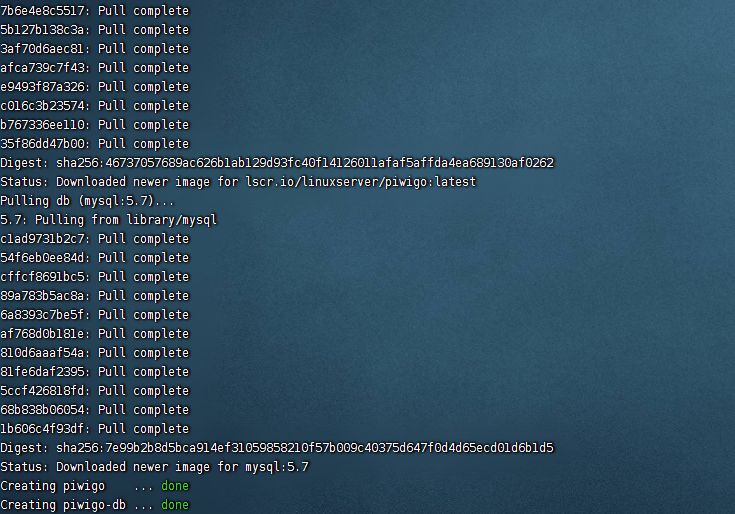 7b6e4e8c5517: Pull complete
5b127b138c3a: Pull complete
3af70d6aec81: Pull complete
afca739c7f43: Pull complete
e9493f87a326: Pull complete
c016c3b23574: Pull complete
b767336ee110: Pull complete
35f86dd47b00: Pull complete
Digest: sha256:46737057689ac626b1ab129d93fc40f14126011afaf5affda4ea689130af0262
Status: Downloaded newer image for lscr.io/linuxserver/piwigo:latest
Pulling db (mysql:5.7)...
5.7: Pulling from library/mysql
c1ad9731b2c7: Pull complete
54f6eb0ee84d: Pull complete
cffcf8691bc5: Pull complete
89a783b5ac8a: Pull complete
6a8393c7be5f: Pull complete
af768d0b181e: Pull complete
810d6aaaf54a: Pull complete
81fe6daf2395: Pull complete
5ccf426818fd: Pull complete
68b838b06054: Pull complete
1b606c4f93df: Pull complete
Digest: sha256:7e99b2b8d5bca914ef31059858210f57b009c40375d647f0d4d65ecd01d6b1d5
Status: Downloaded newer image for mysql:5.7
Creating piwigo    ... done
Creating piwigo-db ... done